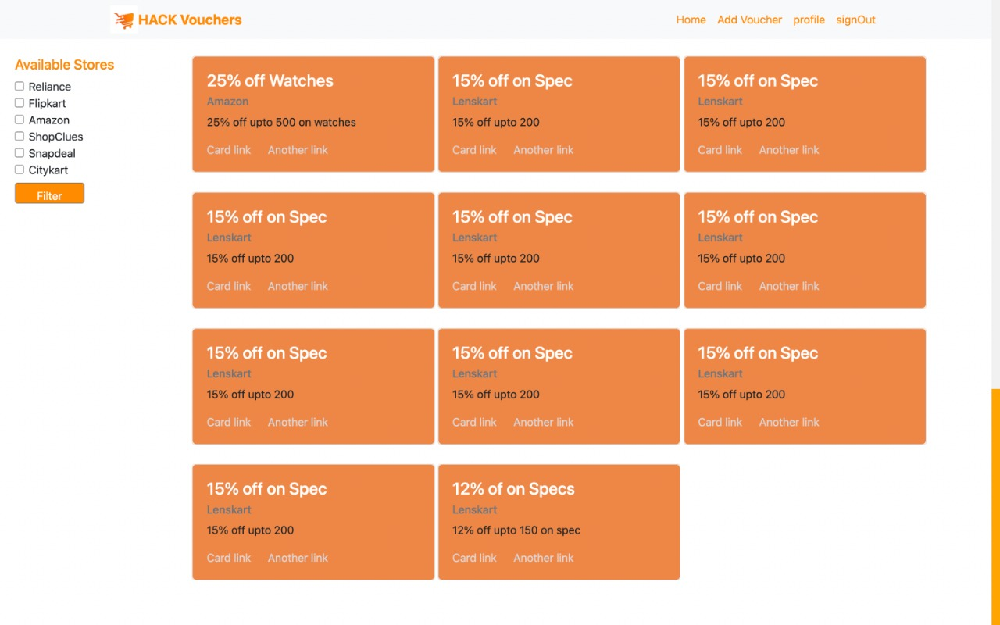 HACK Vouchers
Home Add Voucher profile signOut
Available Stores
Reliance
Flipkart
Amazon
ShopClues
Snapdeal
Citykart
Filter
25% off Watches
Amazon
25% off upto 500 on watches
Card link Another link
15% off on Spec
Lenskart
15% off upto 200
Card link Another link
15% off on Spec
Lenskart
15% off upto 200
Card link Another link
15% off on Spec
Lenskart
15% off upto 200
Card link Another link
15% off on Spec
Lenskart
15% off upto 200
Card link Another link
15% off on Spec
Lenskart
15% off upto 200
Card link Another link
15% off on Spec
Lenskart
15% off upto 200
Card link Another link
15% off on Spec
Lenskart
15% off upto 200
Card link Another link
15% off on Spec
Lenskart
15% off upto 200
Card link Another link
15% off on Spec
Lenskart
15% off upto 200
Card link Another link
12% of on Specs
Lenskart
12% off upto 150 on spec
Card link Another link